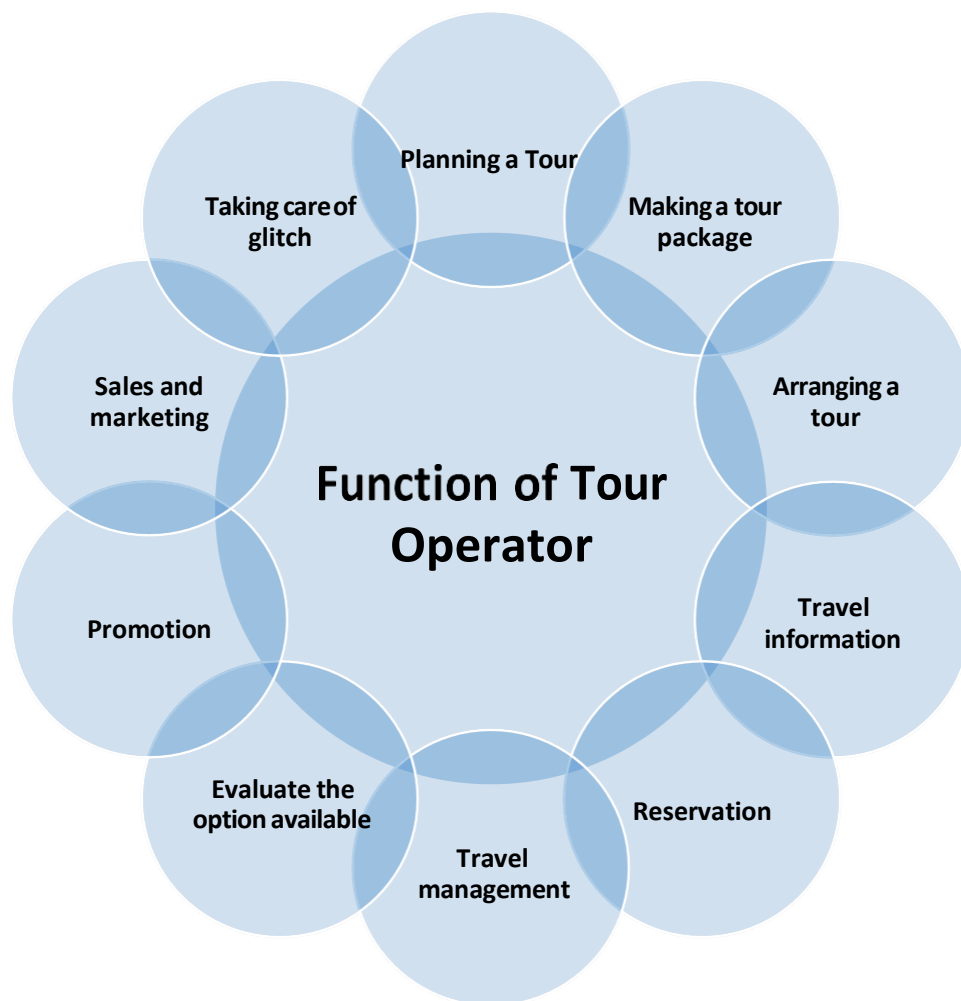 Planning a Tour
Making a tour
package
Arranging a
tour
Travel
information
Reservation
Travel
management
Evaluate the
option available
Promotion
Sales and
marketing
Taking care of
glitch
Function of Tour
Operator